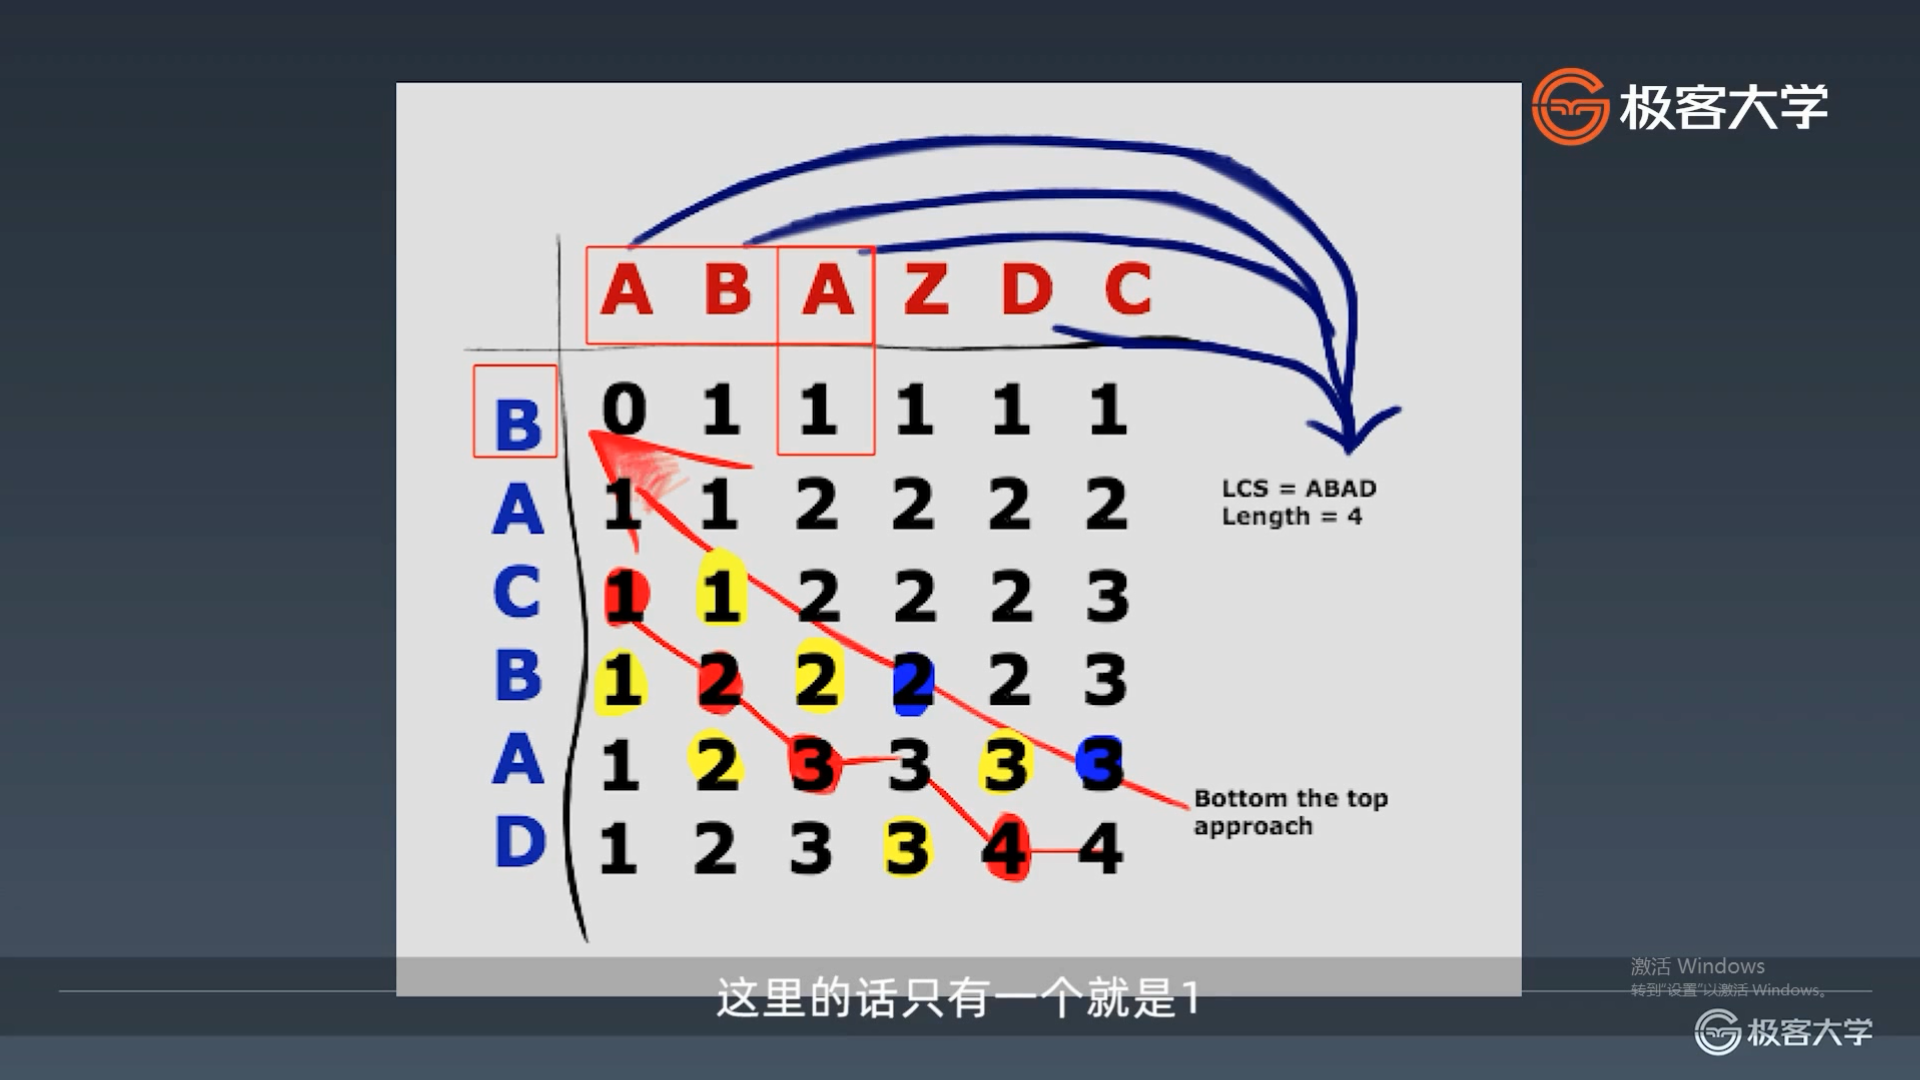 极客大学
A B A Z D C
B 0 1 1 1 1 1
A 1 1 2 2 2 2
C 1 1 2 2 2 3
B 1 2 2 2 2 3
A 1 2 3 3 3 3
D 1 2 3 3 4 4
LCS = ABAD
Length = 4
Bottom the top
approach
这里的话只有一个就是1
激活 Windows
转到“设置”以激活 Windows。
极客大学